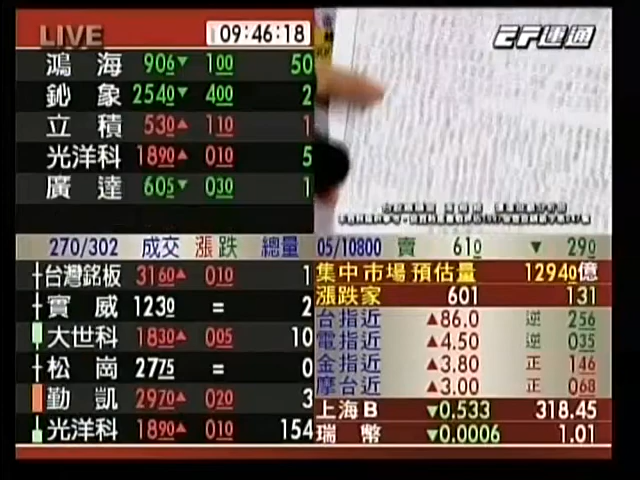 LIVE 09:46:18
鴻海 906▼ 100 50
鈊象 2540▼ 400 2
立積 530▲ 110 1
光洋科 1890▲ 010 5
廣達 605▼ 030 1
270/302 成交 漲跌 總量
台灣銘板 3160▲ 010 1
實威 1230 = 2
大世科 1830▲ 005 10
松崗 2775 = 0
勤凱 2970▲ 020 3
光洋科 1890▲ 010 154
05/10800 賣 610 ▼ 290
集中市場預估量 12940億
漲跌家 601 131
台指近 ▲86.0 逆 256
電指近 ▲4.50 逆 035
金指近 ▲3.80 正 146
摩台近 ▲3.00 正 068
上海B ▼0.533 318.45
瑞幣 ▼0.0006 1.01